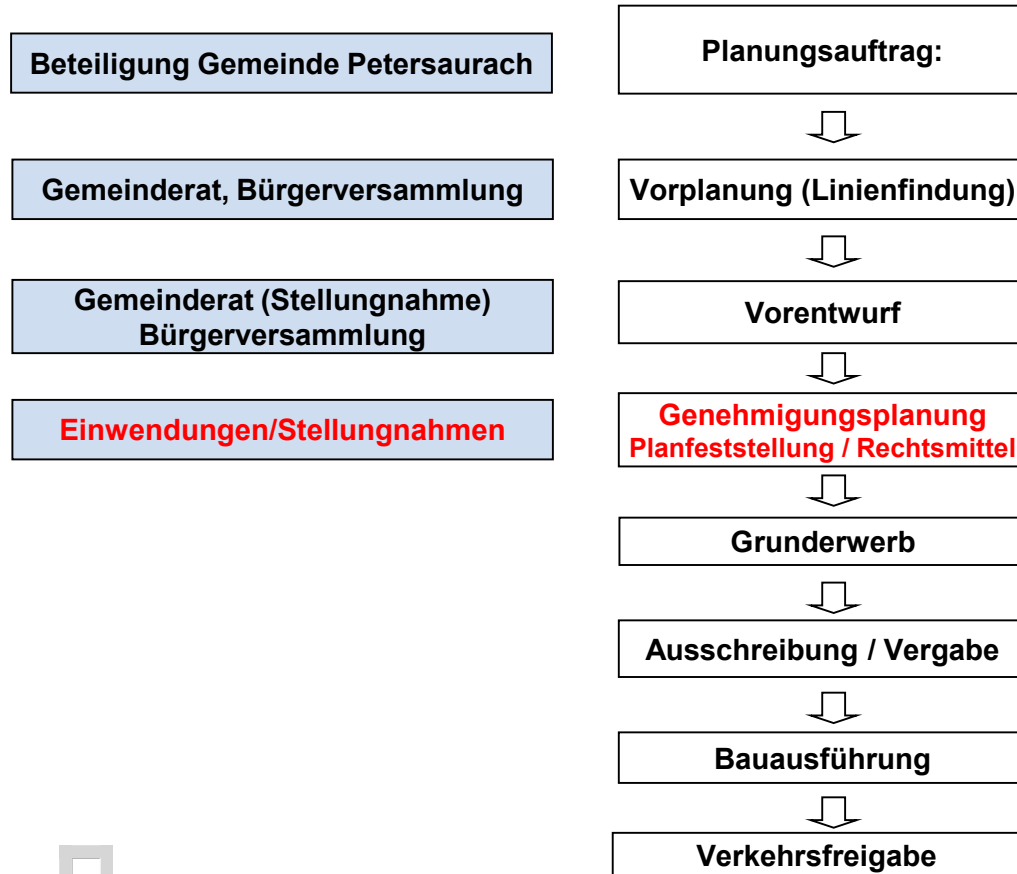 Beteiligung Gemeinde Petersaurach
Planungsauftrag:
Gemeinderat, Bürgerversammlung
Vorplanung (Linienfindung)
Gemeinderat (Stellungnahme)
Bürgerversammlung
Vorentwurf
Einwendungen/Stellungnahmen
Genehmigungsplanung
Planfeststellung / Rechtsmittel
Grunderwerb
Ausschreibung / Vergabe
Bauausführung
Verkehrsfreigabe